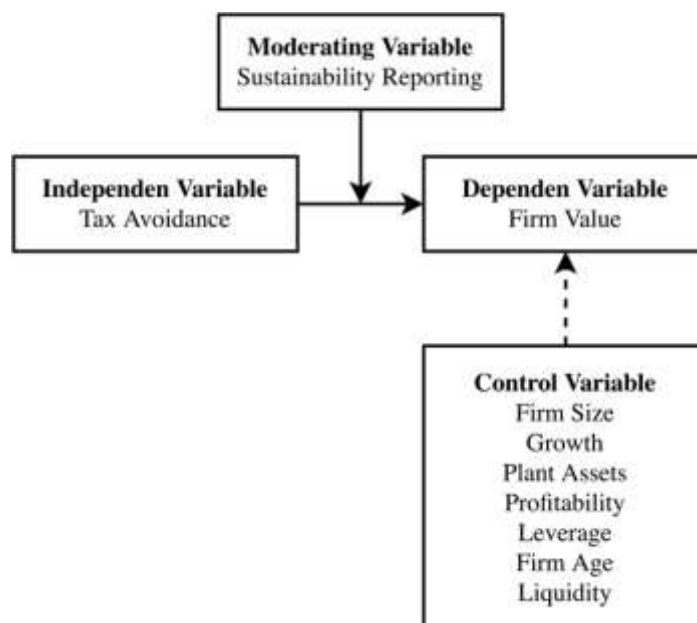 Moderating Variable
Sustainability Reporting
Independen Variable
Tax Avoidance
Dependen Variable
Firm Value
Control Variable
Firm Size
Growth
Plant Assets
Profitability
Leverage
Firm Age
Liquidity